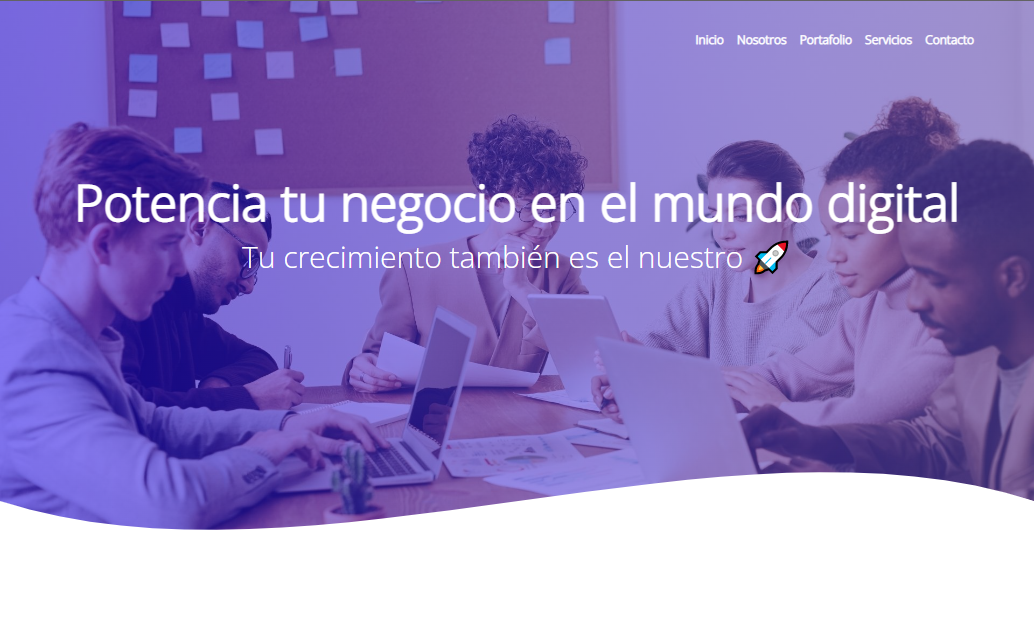 Inicio Nosotros Portafolio Servicios Contacto
Potencia tu negocio en el mundo digital
Tu crecimiento también es el nuestro 🚀